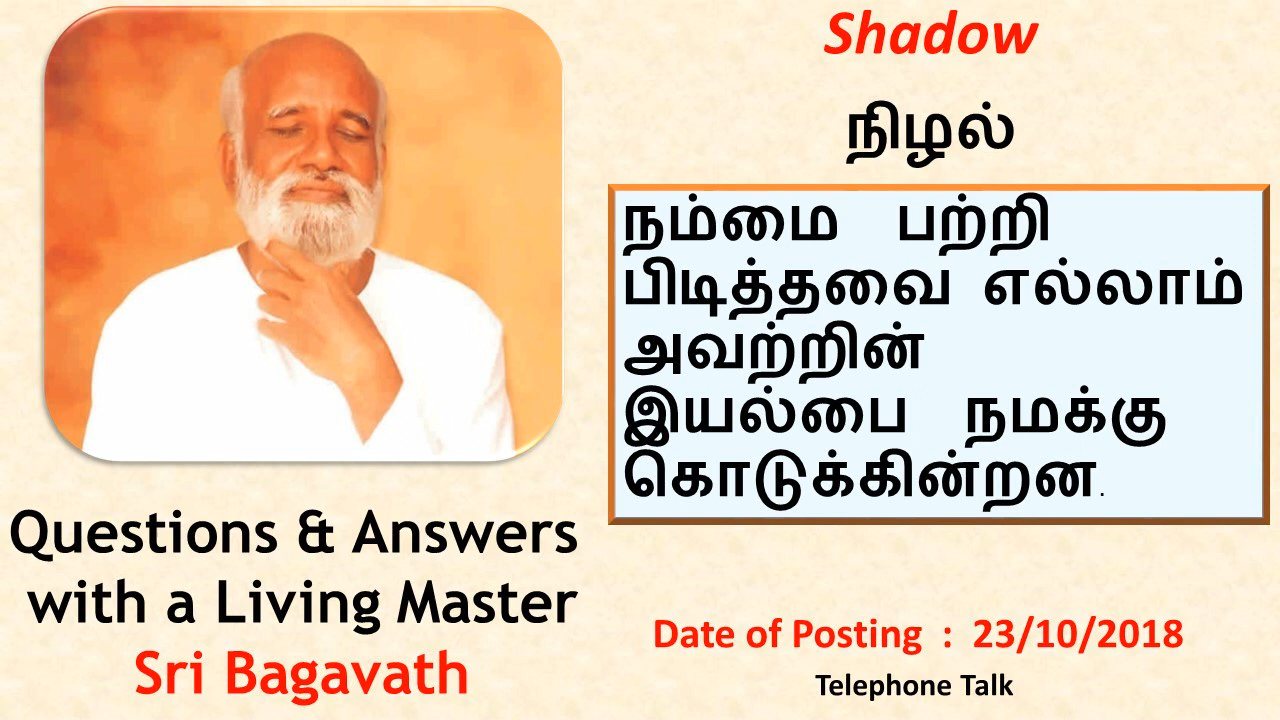 Shadow
நிழல்
நம்மை பற்றி
பிடித்தவை எல்லாம்
அவற்றின்
இயல்பை நமக்கு
கொடுக்கின்றன.
Questions & Answers
with a Living Master
Sri Bagavath
Date of Posting : 23/10/2018
Telephone Talk